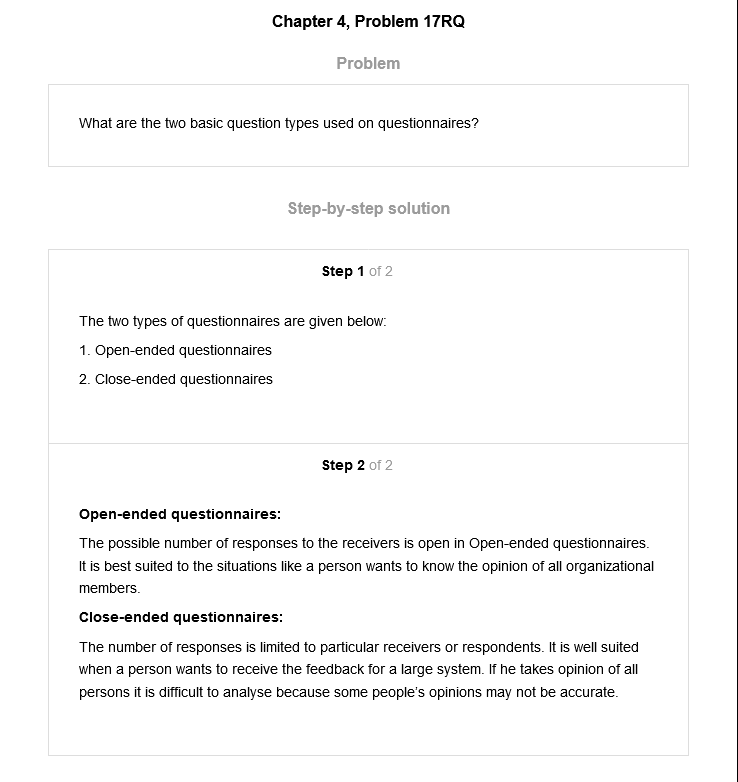 Chapter 4, Problem 17RQ
Problem
What are the two basic question types used on questionnaires?
Step-by-step solution
Step 1 of 2
The two types of questionnaires are given below:
1. Open-ended questionnaires
2. Close-ended questionnaires
Step 2 of 2
Open-ended questionnaires:
The possible number of responses to the receivers is open in Open-ended questionnaires.
It is best suited to the situations like a person wants to know the opinion of all organizational
members.
Close-ended questionnaires:
The number of responses is limited to particular receivers or respondents. It is well suited
when a person wants to receive the feedback for a large system. If he takes opinion of all
persons it is difficult to analyse because some people’s opinions may not be accurate.